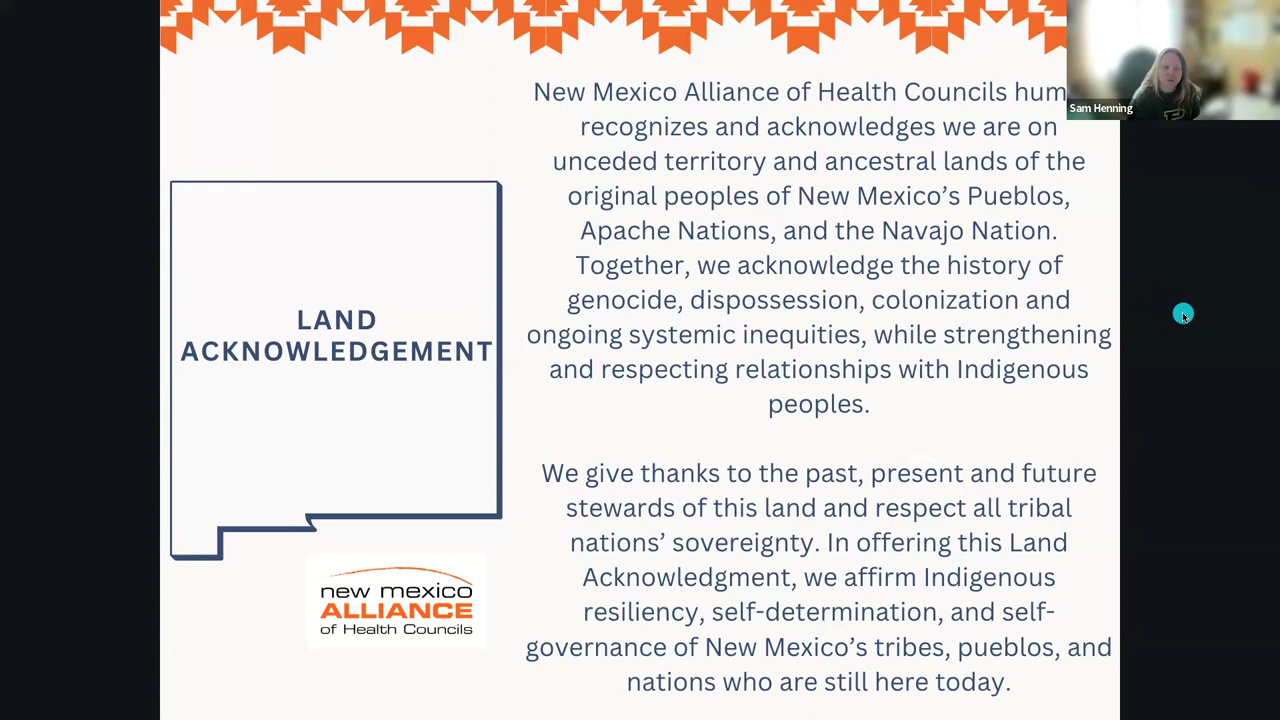 New Mexico Alliance of Health Councils
Sam Henning
recognizes and acknowledges we are on
unceded territory and ancestral lands of the
original peoples of New Mexico’s Pueblos,
Apache Nations, and the Navajo Nation.
Together, we acknowledge the history of
genocide, dispossession, colonization and
ongoing systemic inequities, while strengthening
and respecting relationships with Indigenous
peoples.
LAND
ACKNOWLEDGEMENT
We give thanks to the past, present and future
stewards of this land and respect all tribal
nations’ sovereignty. In offering this Land
Acknowledgment, we affirm Indigenous
resiliency, self-determination, and self-
governance of New Mexico’s tribes, pueblos, and
nations who are still here today.
new mexico
ALLIANCE
of Health Councils